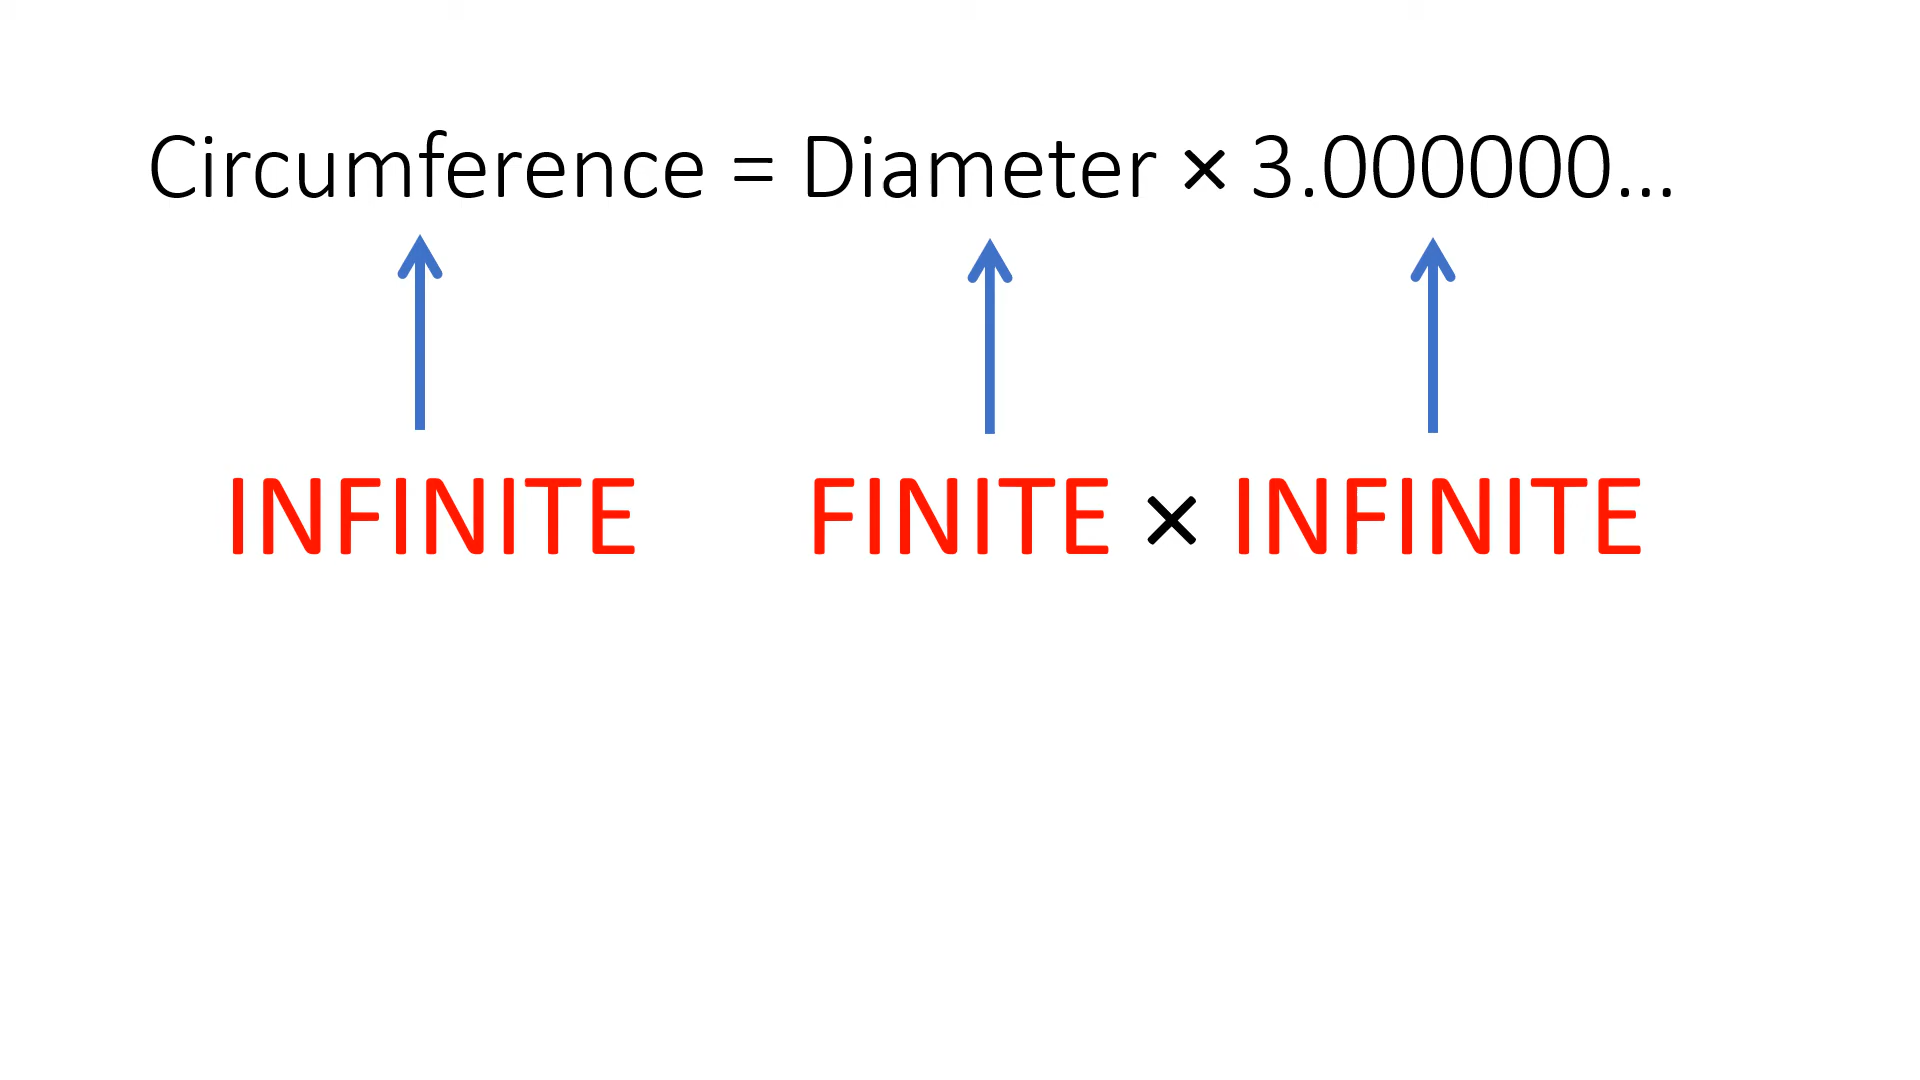 Circumference = Diameter × 3.000000...
INFINITE FINITE × INFINITE